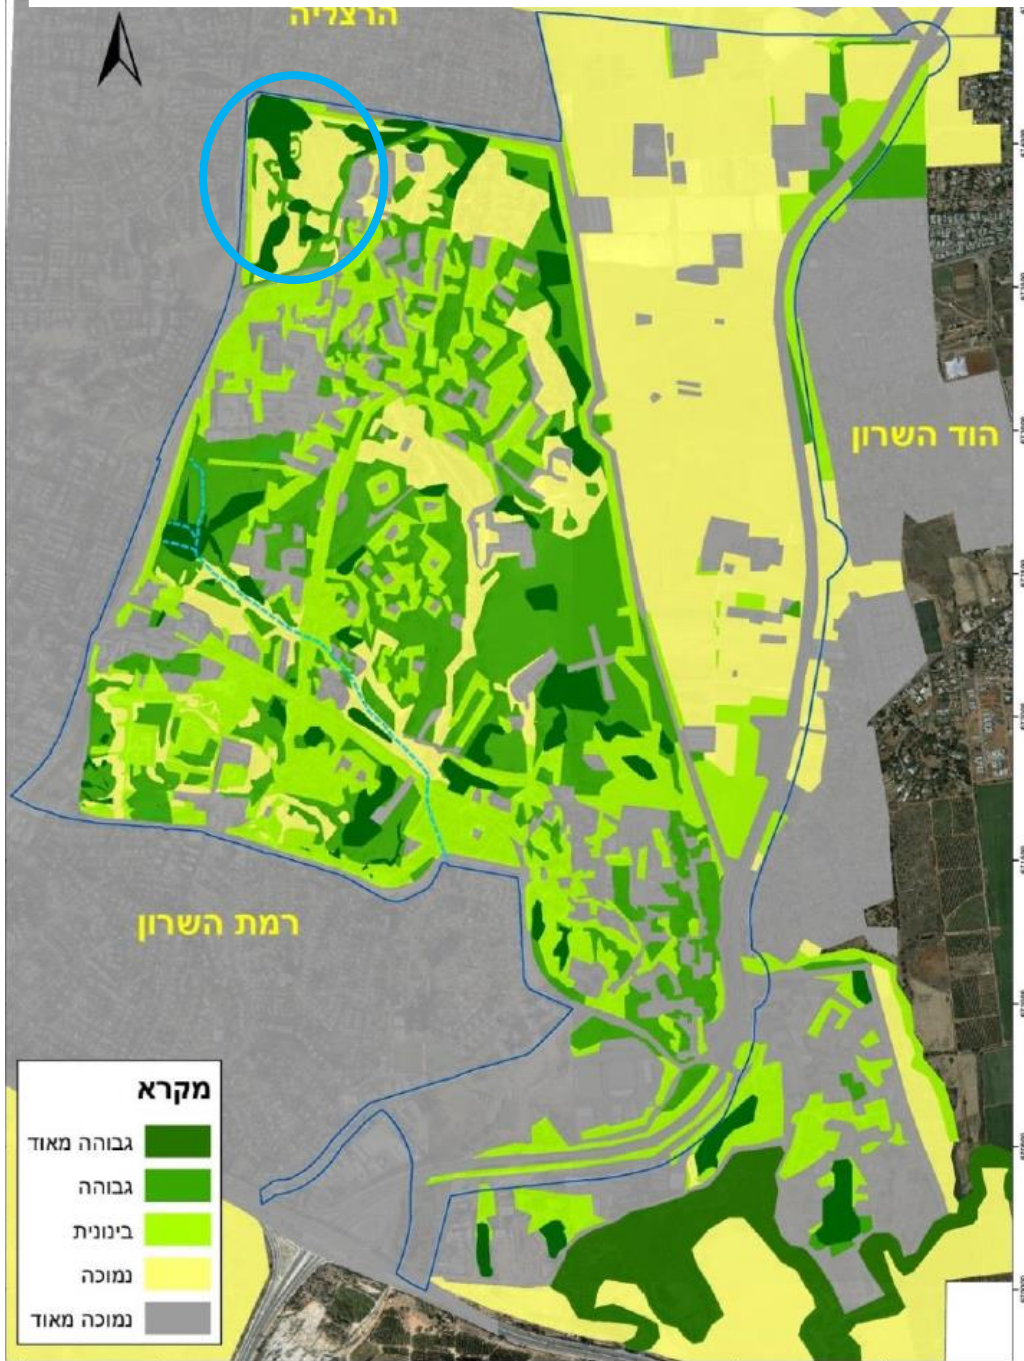 הרצליה
הוד השרון
רמת השרון
מקרא
גבוהה מאוד
גבוהה
בינונית
נמוכה
נמוכה מאוד